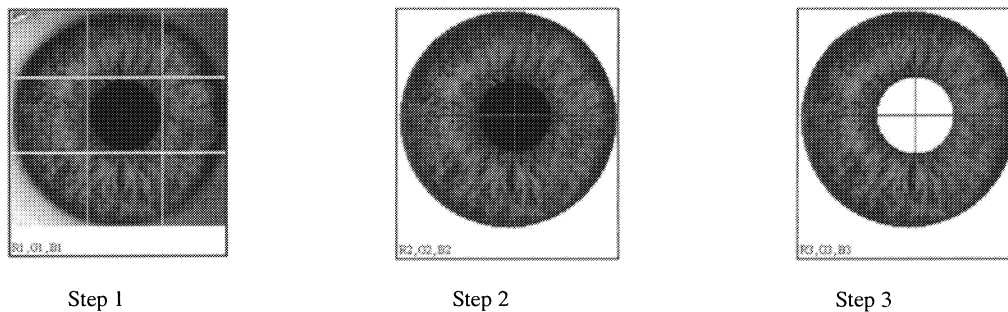 R1,G1,B1
R2,G2,B2
R3,G3,B3
Step 1
Step 2
Step 3